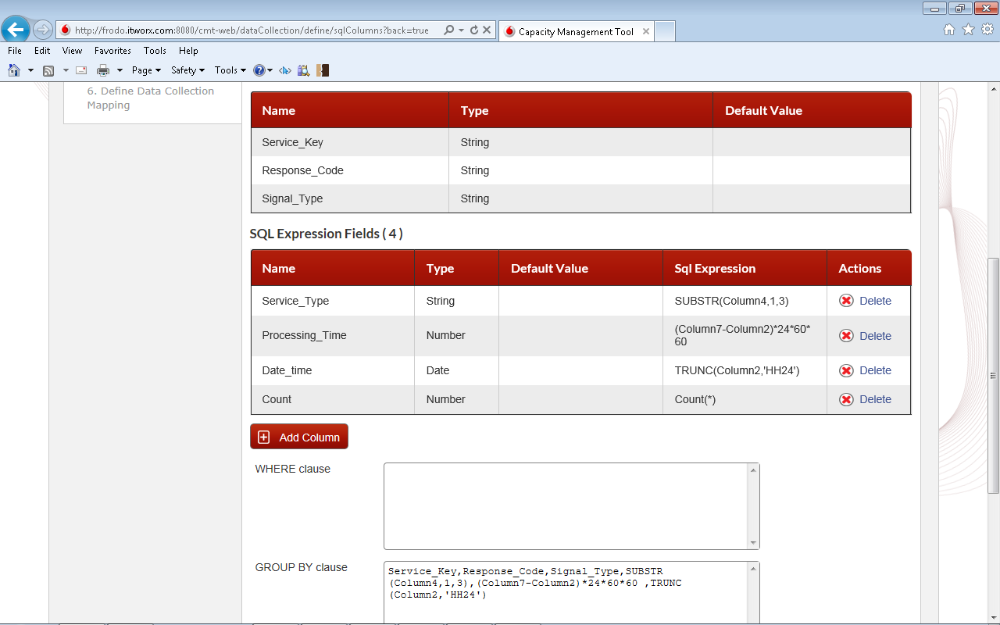 http://frodo.itworx.com:8080/cmt-web/dataCollection/define/sqlColumns?back=true
Capacity Management Tool
File Edit View Favorites Tools Help
Page Safety Tools
6. Define Data Collection
Mapping
Name Type Default Value
Service_Key String
Response_Code String
Signal_Type String
SQL Expression Fields ( 4 )
Name Type Default Value Sql Expression Actions
Service_Type String SUBSTR(Column4,1,3) Delete
Processing_Time Number (Column7-Column2)*24*60*
60 Delete
Date_time Date TRUNC(Column2,'HH24') Delete
Count Number Count(*) Delete
Add Column
WHERE clause
GROUP BY clause
Service_Key,Response_Code,Signal_Type,SUBSTR
(Column4,1,3),(Column7-Column2)*24*60*60 ,TRUNC
(Column2,'HH24')